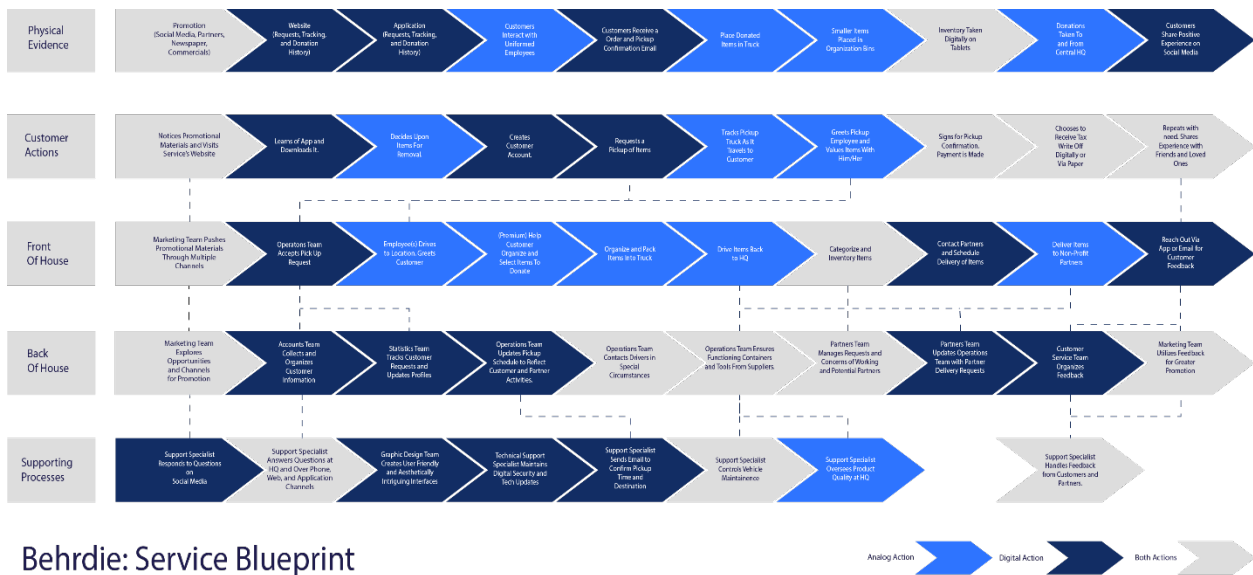 Physical
Evidence
Promotion
(Social Media, Partners,
Newspaper,
Commercials)
Website
(Requests, Tracking,
and Donation
History)
Application
(Requests, Tracking,
and Donation
History)
Customers
Interact with
Uniformed
Employees
Customers Receive a
Order and Pickup
Confirmation Email
Place Donated
Items in Truck
Smaller Items
Placed in
Organization Bins
Inventory Taken
Digitally on
Tablets
Donations
Taken To
and From
Central HQ
Customers
Share Positive
Experience on
Social Media
Customer
Actions
Notices Promotional
Materials and Visits
Service's Website
Learns of App and
Downloads It.
Decides Upon
Items For
Removal.
Creates
Customer
Account.
Requests a
Pickup of Items
Tracks Pickup
Truck As It
Travels to
Customer
Greets Pickup
Employee and
Values Items With
Him/Her
Signs for Pickup
Confirmation.
Payment is Made
Chooses to
Receive Tax
Write Off
Digitally or
Via Paper
Repeats with
need. Shares
Experience with
Friends and Loved
Ones
Front
Of House
Marketing Team Pushes
Promotional Materials
Through Multiple
Channels
Operatons Team
Accepts Pick Up
Request
Employee(s) Drives
to Location, Greets
Customer
(Premium) Help
Customer
Organize and
Select Items To
Donate
Organize and Pack
Items Into Truck
Drive Items Back
to HQ
Categorize and
Inventory Items
Contact Partners
and Schedule
Delivery of Items
Deliver Items
to Non-Profit
Partners
Reach Out Via
App or Email for
Customer
Feedback
Back
Of House
Marketing Team
Explores
Opportunities
and Channels
for Promotion
Accounts Team
Collects and
Organizes
Customer
Information
Statistics Team
Tracks Customer
Requests and
Updates Profiles
Operations Team
Updates Pickup
Schedule to Reflect
Customer and Partner
Activities.
Operations Team
Contacts Drivers in
Special
Circumstances
Operations Team Ensures
Functioning Containers
and Tools From Suppliers.
Partners Team
Manages Requests and
Concerns of Working
and Potential Partners
Partners Team
Updates Operations
Team with Partner
Delivery Requests
Customer
Service Team
Organizes
Feedback
Marketing Team
Utilizes Feedback
for Greater
Promotion
Supporting
Processes
Support Specialist
Responds to Questions
on
Social Media
Support Specialist
Answers Questions at
HQ and Over Phone,
Web, and Application
Channels
Graphic Design Team
Creates User Friendly
and Aesthetically
Intriguing Interfaces
Technical Support
Specialist Maintains
Digital Security and
Tech Updates
Support Specialist
Sends Email to
Confirm Pickup
Time and
Destination
Support Specialist
Controls Vehicle
Maintainence
Support Specialist
Oversees Product
Quality at HQ
Support Specialist
Handles Feedback
from Customers and
Partners.
Behrdie: Service Blueprint
Analog Action
Digital Action
Both Actions